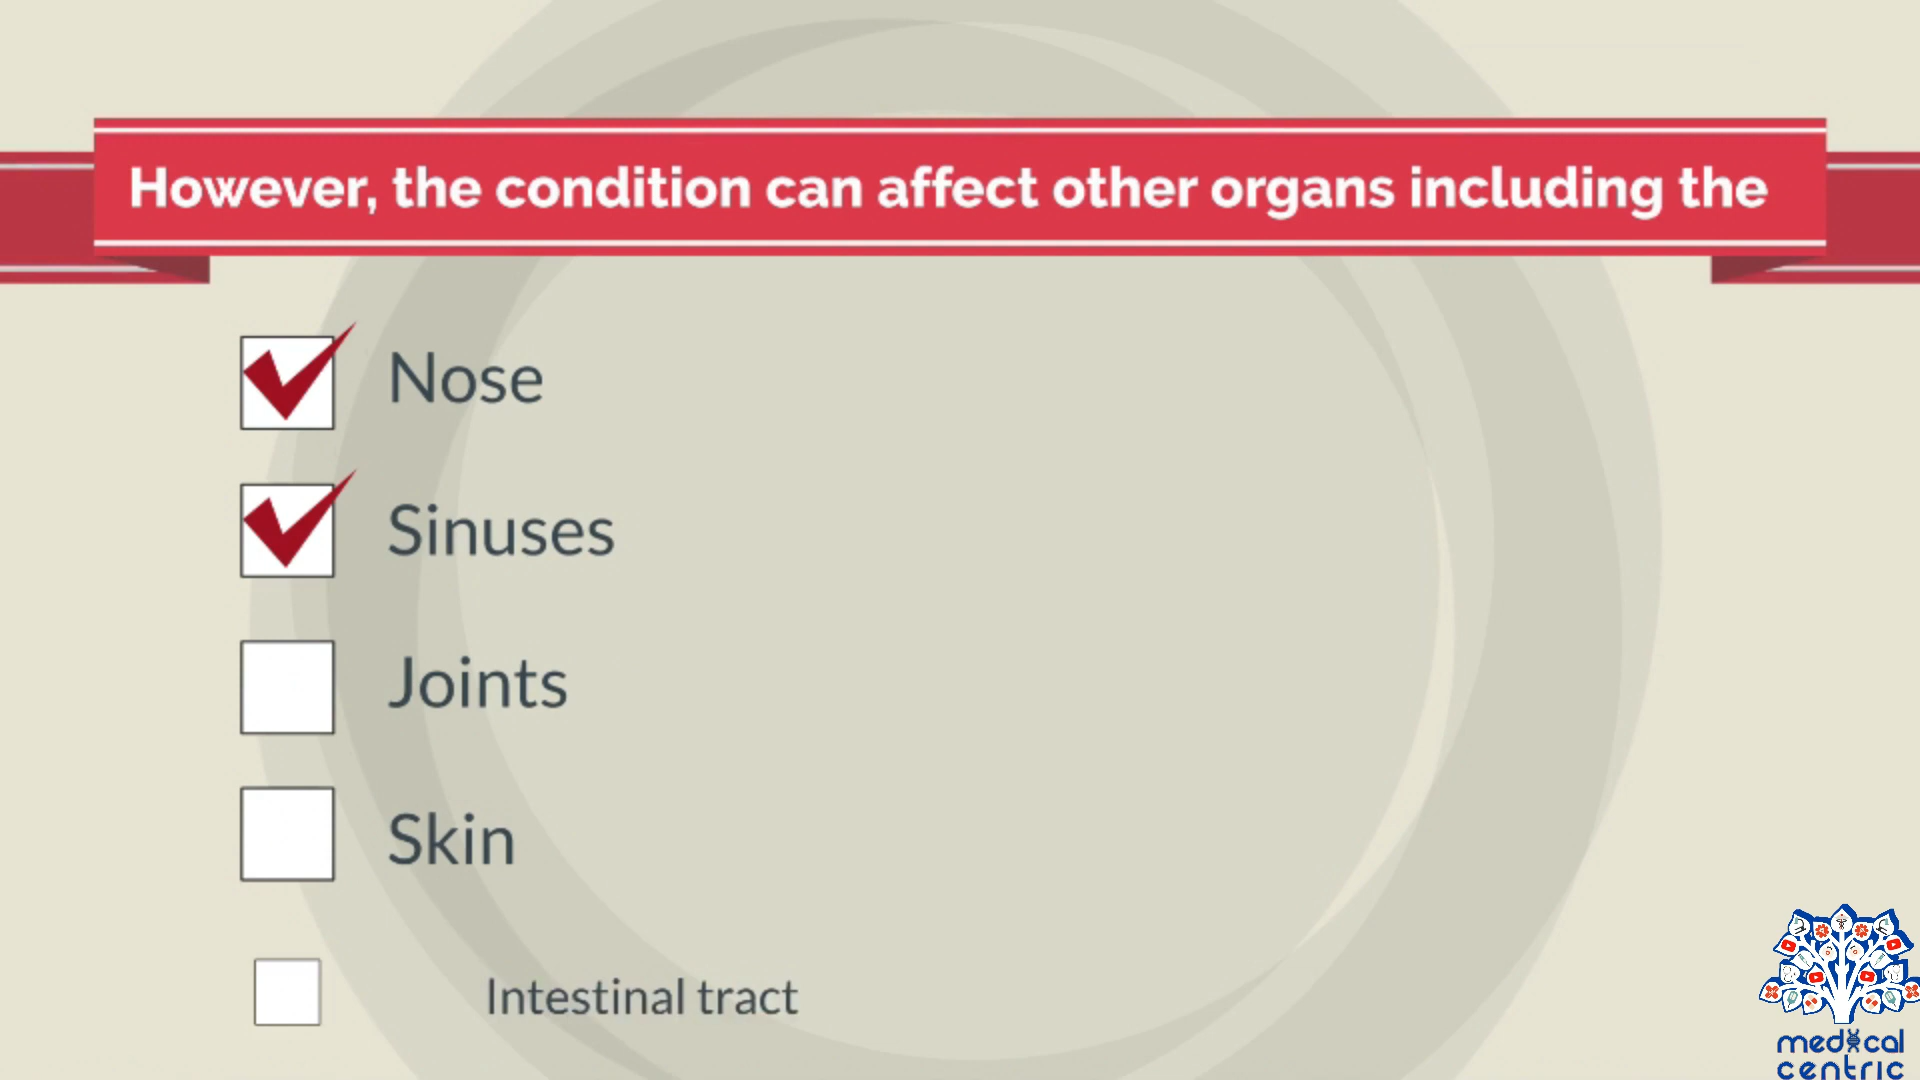 However, the condition can affect other organs including the
Nose
Sinuses
Joints
Skin
Intestinal tract
medical
centric